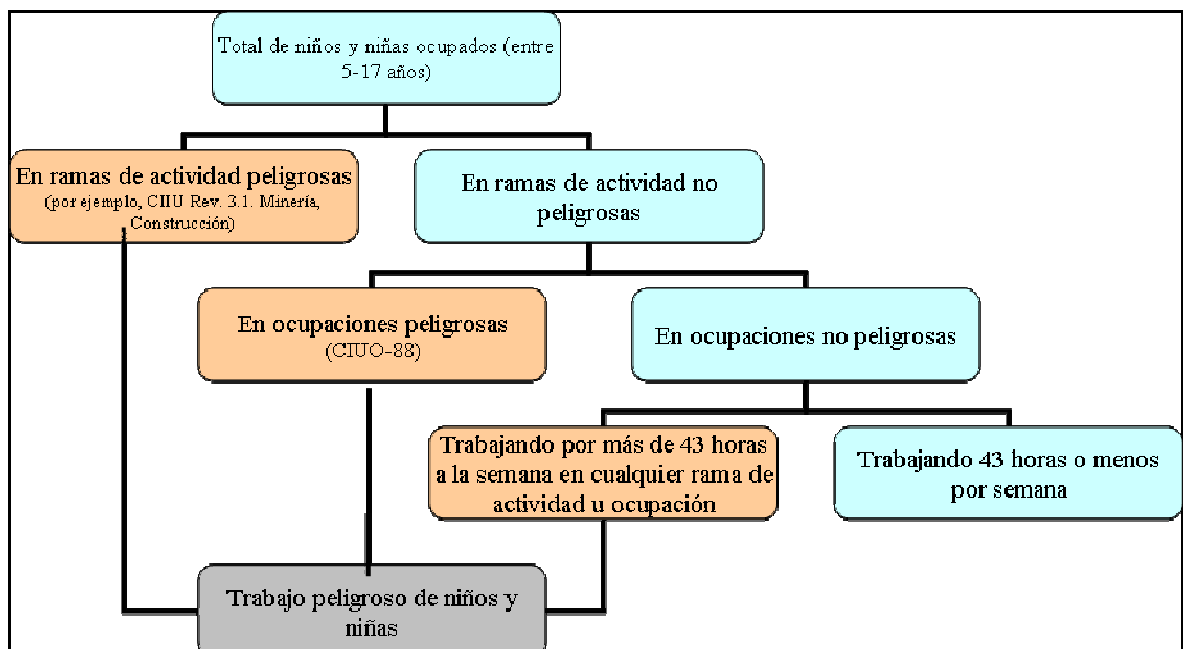 Total de niños y niñas ocupados (entre
5-17 años)
En ramas de actividad peligrosas
(por ejemplo, CIIU Rev. 3.1. Minería,
Construcción)
En ramas de actividad no
peligrosas
En ocupaciones peligrosas
(CIUO-88)
En ocupaciones no peligrosas
Trabajando por más de 43 horas
a la semana en cualquier rama de
actividad u ocupación
Trabajando 43 horas o menos
por semana
Trabajo peligroso de niños y
niñas